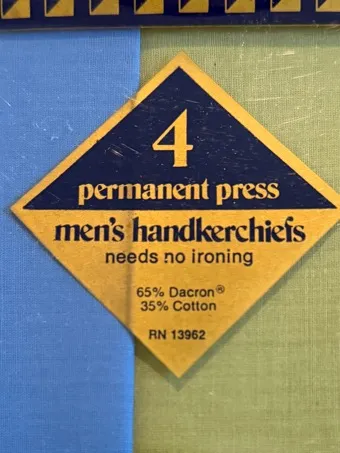 4
permanent press
men's handkerchiefs
needs no ironing
65% Dacron®
35% Cotton
RN 13962